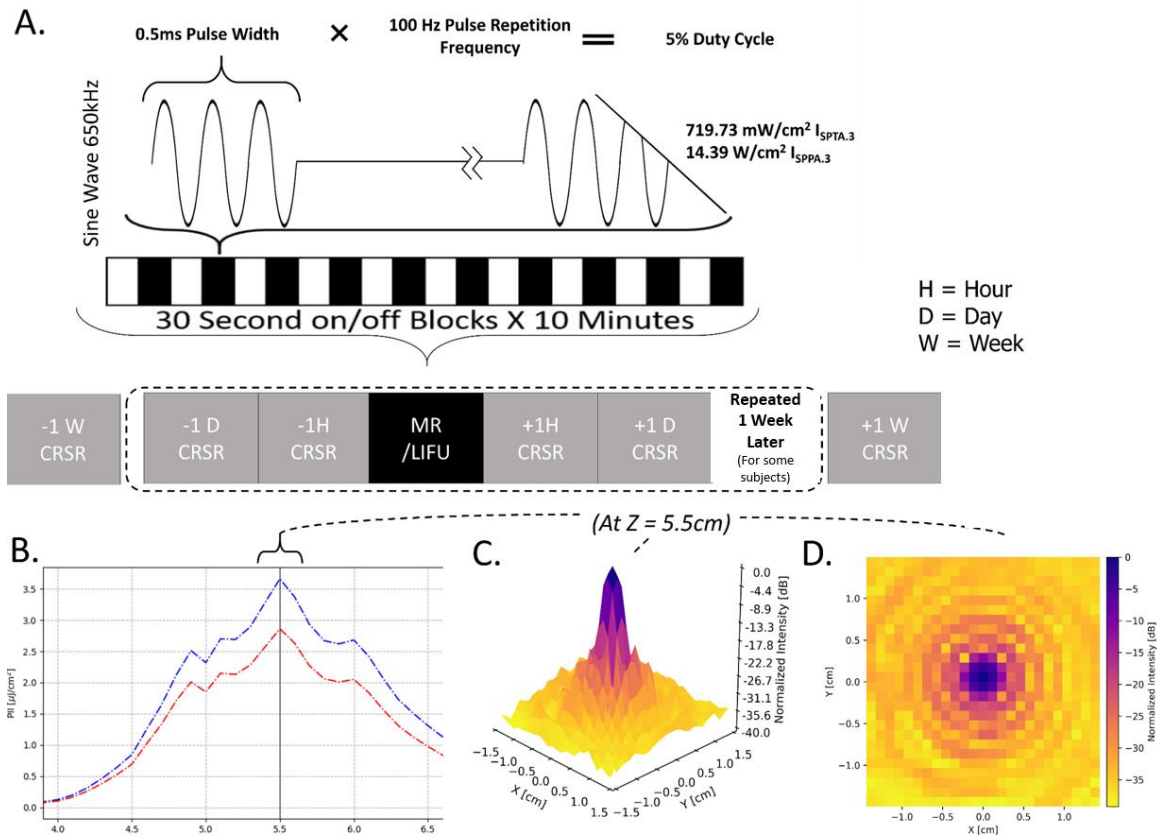 A.
0.5ms Pulse Width × 100 Hz Pulse Repetition Frequency = 5% Duty Cycle
Sine Wave 650kHz
719.73 mW/cm² I_SPTA.3
14.39 W/cm² I_SPPA.3
30 Second on/off Blocks X 10 Minutes
H = Hour
D = Day
W = Week
-1 W
CRSR
-1 D
CRSR
-1H
CRSR
MR
/LIFU
+1H
CRSR
+1 D
CRSR
Repeated
1 Week
Later
(For some
subjects)
+1 W
CRSR
(At Z = 5.5cm)
B.
PII [µJ/cm²]
3.5
3.0
2.5
2.0
1.5
1.0
0.5
0.0
4.0 4.5 5.0 5.5 6.0 6.5
C.
0.0
-4.4
-8.9
-13.3
-17.8
-22.2
-26.7
-31.1
-35.6
-40.0
Normalized Intensity [dB]
−1.5 −1.0 −0.5 0.0 0.5 1.0 1.5
X [cm]
−1.5 −1.0 −0.5 0.0 0.5 1.0 1.5
Y [cm]
D.
1.0
0.5
0.0
−0.5
−1.0
Y [cm]
−1.0 −0.5 0.0 0.5 1.0
X [cm]
0
−5
−10
−15
−20
−25
−30
−35
Normalized Intensity [dB]